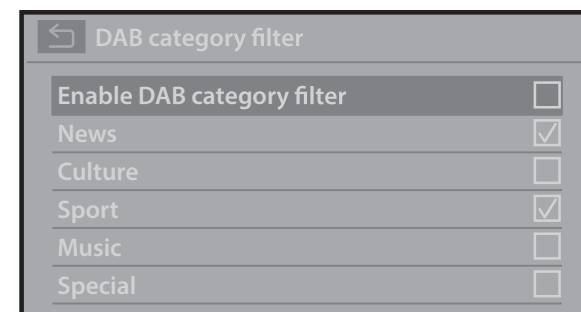 DAB category filter
Enable DAB category filter
News
Culture
Sport
Music
Special